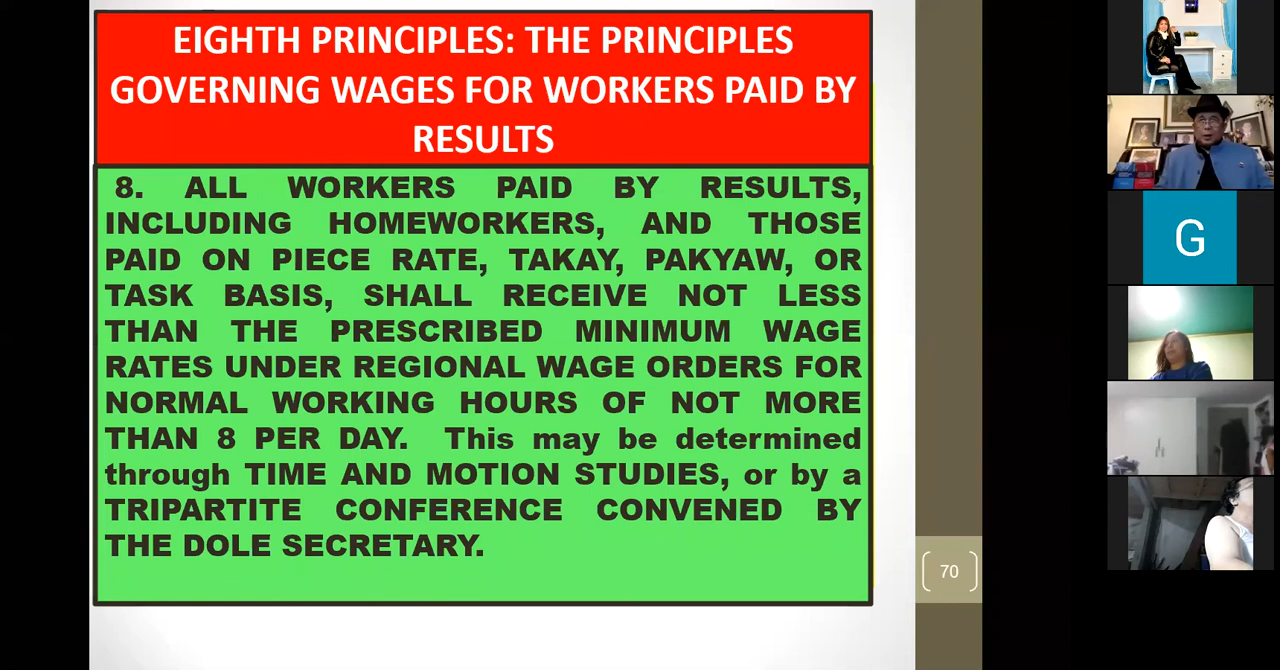 EIGHTH PRINCIPLES: THE PRINCIPLES
GOVERNING WAGES FOR WORKERS PAID BY
RESULTS
8. ALL WORKERS PAID BY RESULTS,
INCLUDING HOMEWORKERS, AND THOSE
PAID ON PIECE RATE, TAKAY, PAKYAW, OR
TASK BASIS, SHALL RECEIVE NOT LESS
THAN THE PRESCRIBED MINIMUM WAGE
RATES UNDER REGIONAL WAGE ORDERS FOR
NORMAL WORKING HOURS OF NOT MORE
THAN 8 PER DAY. This may be determined
through TIME AND MOTION STUDIES, or by a
TRIPARTITE CONFERENCE CONVENED BY
THE DOLE SECRETARY.
70
G